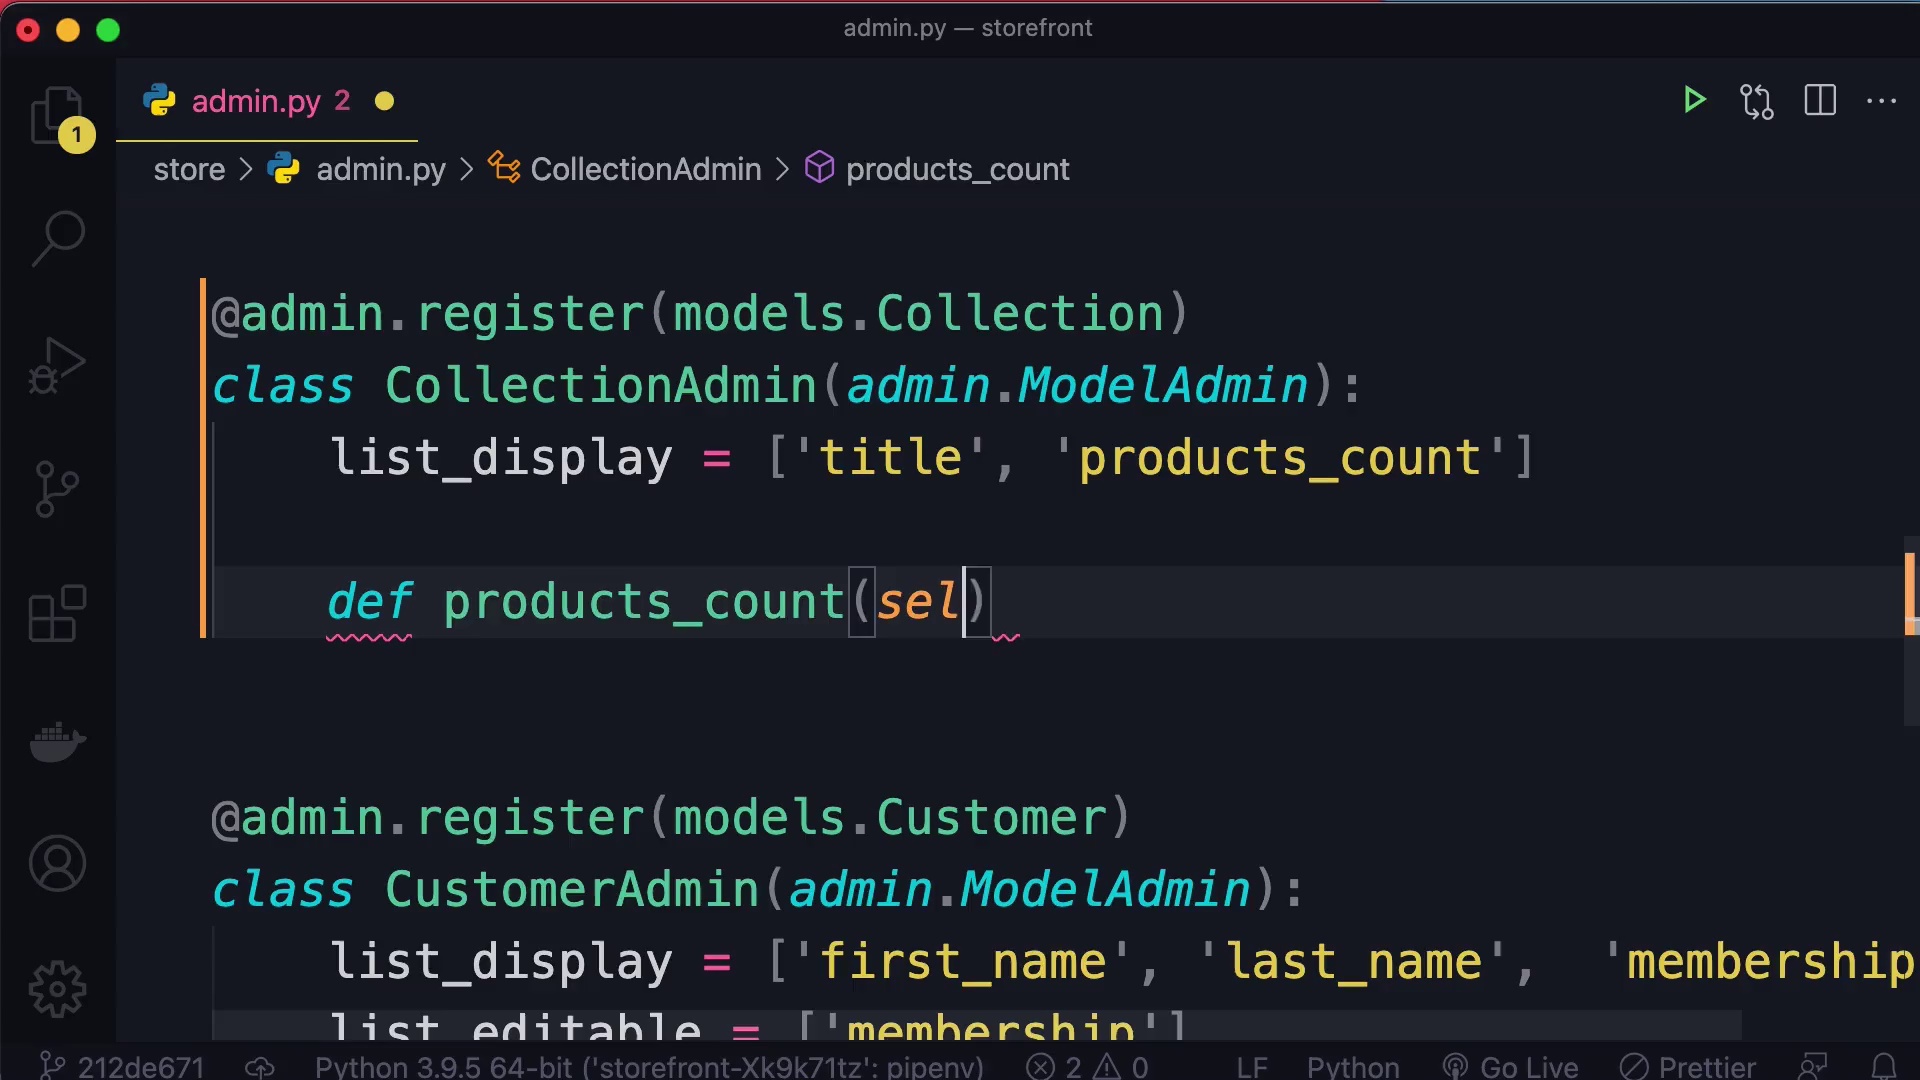 admin.py — storefront
admin.py 2
1
store > admin.py > CollectionAdmin > products_count
@admin.register(models.Collection)
class CollectionAdmin(admin.ModelAdmin):
list_display = ['title', 'products_count']
def products_count(sel)
@admin.register(models.Customer)
class CustomerAdmin(admin.ModelAdmin):
list_display = ['first_name', 'last_name', 'membership
list_editable = ['membership']
212de671 Python 3.9.5 64-bit ('storefront-Xk9k71tz': pipenv) 2 0 LF Python Go Live Prettier